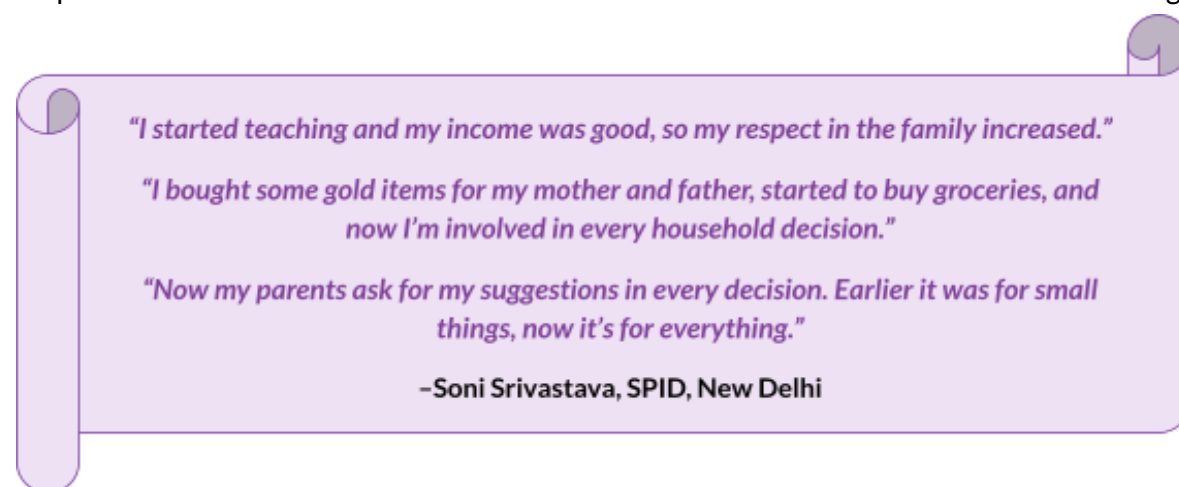 “I started teaching and my income was good, so my respect in the family increased.”
“I bought some gold items for my mother and father, started to buy groceries, and
now I’m involved in every household decision.”
“Now my parents ask for my suggestions in every decision. Earlier it was for small
things, now it’s for everything.”
–Soni Srivastava, SPID, New Delhi